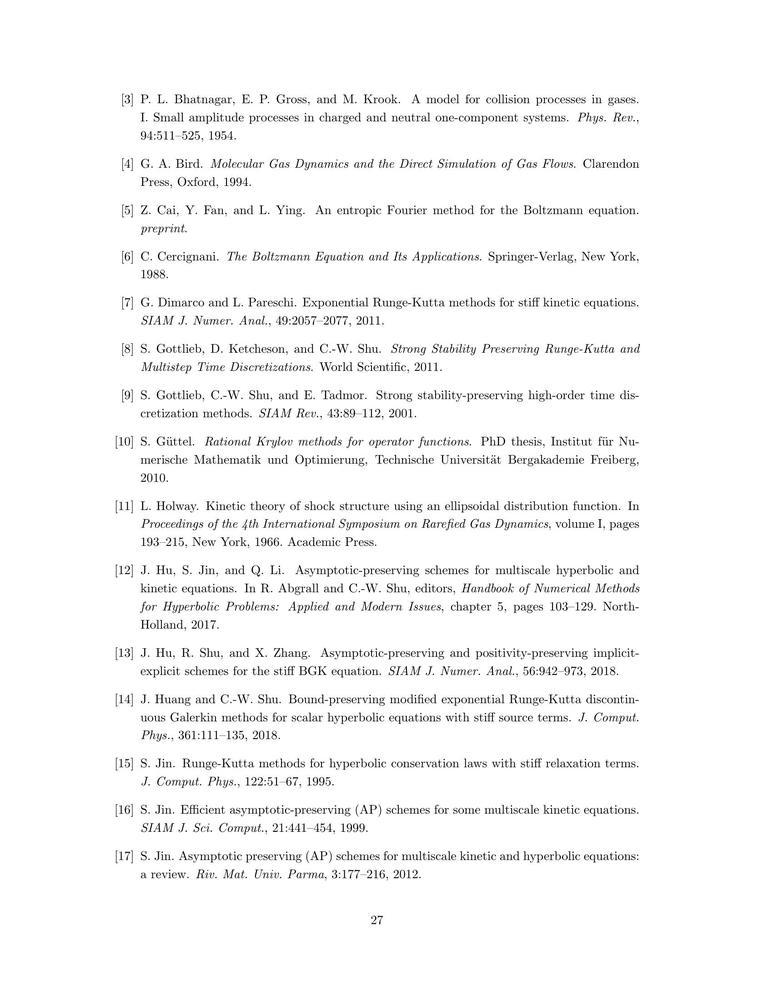 [3] P. L. Bhatnagar, E. P. Gross, and M. Krook. A model for collision processes in gases.
I. Small amplitude processes in charged and neutral one-component systems. Phys. Rev.,
94:511–525, 1954.
[4] G. A. Bird. Molecular Gas Dynamics and the Direct Simulation of Gas Flows. Clarendon
Press, Oxford, 1994.
[5] Z. Cai, Y. Fan, and L. Ying. An entropic Fourier method for the Boltzmann equation.
preprint.
[6] C. Cercignani. The Boltzmann Equation and Its Applications. Springer-Verlag, New York,
1988.
[7] G. Dimarco and L. Pareschi. Exponential Runge-Kutta methods for stiff kinetic equations.
SIAM J. Numer. Anal., 49:2057–2077, 2011.
[8] S. Gottlieb, D. Ketcheson, and C.-W. Shu. Strong Stability Preserving Runge-Kutta and
Multistep Time Discretizations. World Scientific, 2011.
[9] S. Gottlieb, C.-W. Shu, and E. Tadmor. Strong stability-preserving high-order time dis-
cretization methods. SIAM Rev., 43:89–112, 2001.
[10] S. Güttel. Rational Krylov methods for operator functions. PhD thesis, Institut für Nu-
merische Mathematik und Optimierung, Technische Universität Bergakademie Freiberg,
2010.
[11] L. Holway. Kinetic theory of shock structure using an ellipsoidal distribution function. In
Proceedings of the 4th International Symposium on Rarefied Gas Dynamics, volume I, pages
193–215, New York, 1966. Academic Press.
[12] J. Hu, S. Jin, and Q. Li. Asymptotic-preserving schemes for multiscale hyperbolic and
kinetic equations. In R. Abgrall and C.-W. Shu, editors, Handbook of Numerical Methods
for Hyperbolic Problems: Applied and Modern Issues, chapter 5, pages 103–129. North-
Holland, 2017.
[13] J. Hu, R. Shu, and X. Zhang. Asymptotic-preserving and positivity-preserving implicit-
explicit schemes for the stiff BGK equation. SIAM J. Numer. Anal., 56:942–973, 2018.
[14] J. Huang and C.-W. Shu. Bound-preserving modified exponential Runge-Kutta discontin-
uous Galerkin methods for scalar hyperbolic equations with stiff source terms. J. Comput.
Phys., 361:111–135, 2018.
[15] S. Jin. Runge-Kutta methods for hyperbolic conservation laws with stiff relaxation terms.
J. Comput. Phys., 122:51–67, 1995.
[16] S. Jin. Efficient asymptotic-preserving (AP) schemes for some multiscale kinetic equations.
SIAM J. Sci. Comput., 21:441–454, 1999.
[17] S. Jin. Asymptotic preserving (AP) schemes for multiscale kinetic and hyperbolic equations:
a review. Riv. Mat. Univ. Parma, 3:177–216, 2012.
27